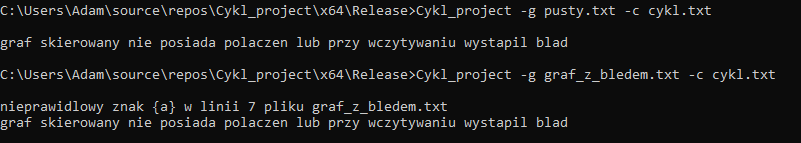 C:\Users\Adam\source\repos\Cykl_project\x64\Release>Cykl_project -g pusty.txt -c cykl.txt
graf skierowany nie posiada polaczen lub przy wczytywaniu wystapil blad
C:\Users\Adam\source\repos\Cykl_project\x64\Release>Cykl_project -g graf_z_bledem.txt -c cykl.txt
nieprawidlowy znak {a} w linii 7 pliku graf_z_bledem.txt
graf skierowany nie posiada polaczen lub przy wczytywaniu wystapil blad